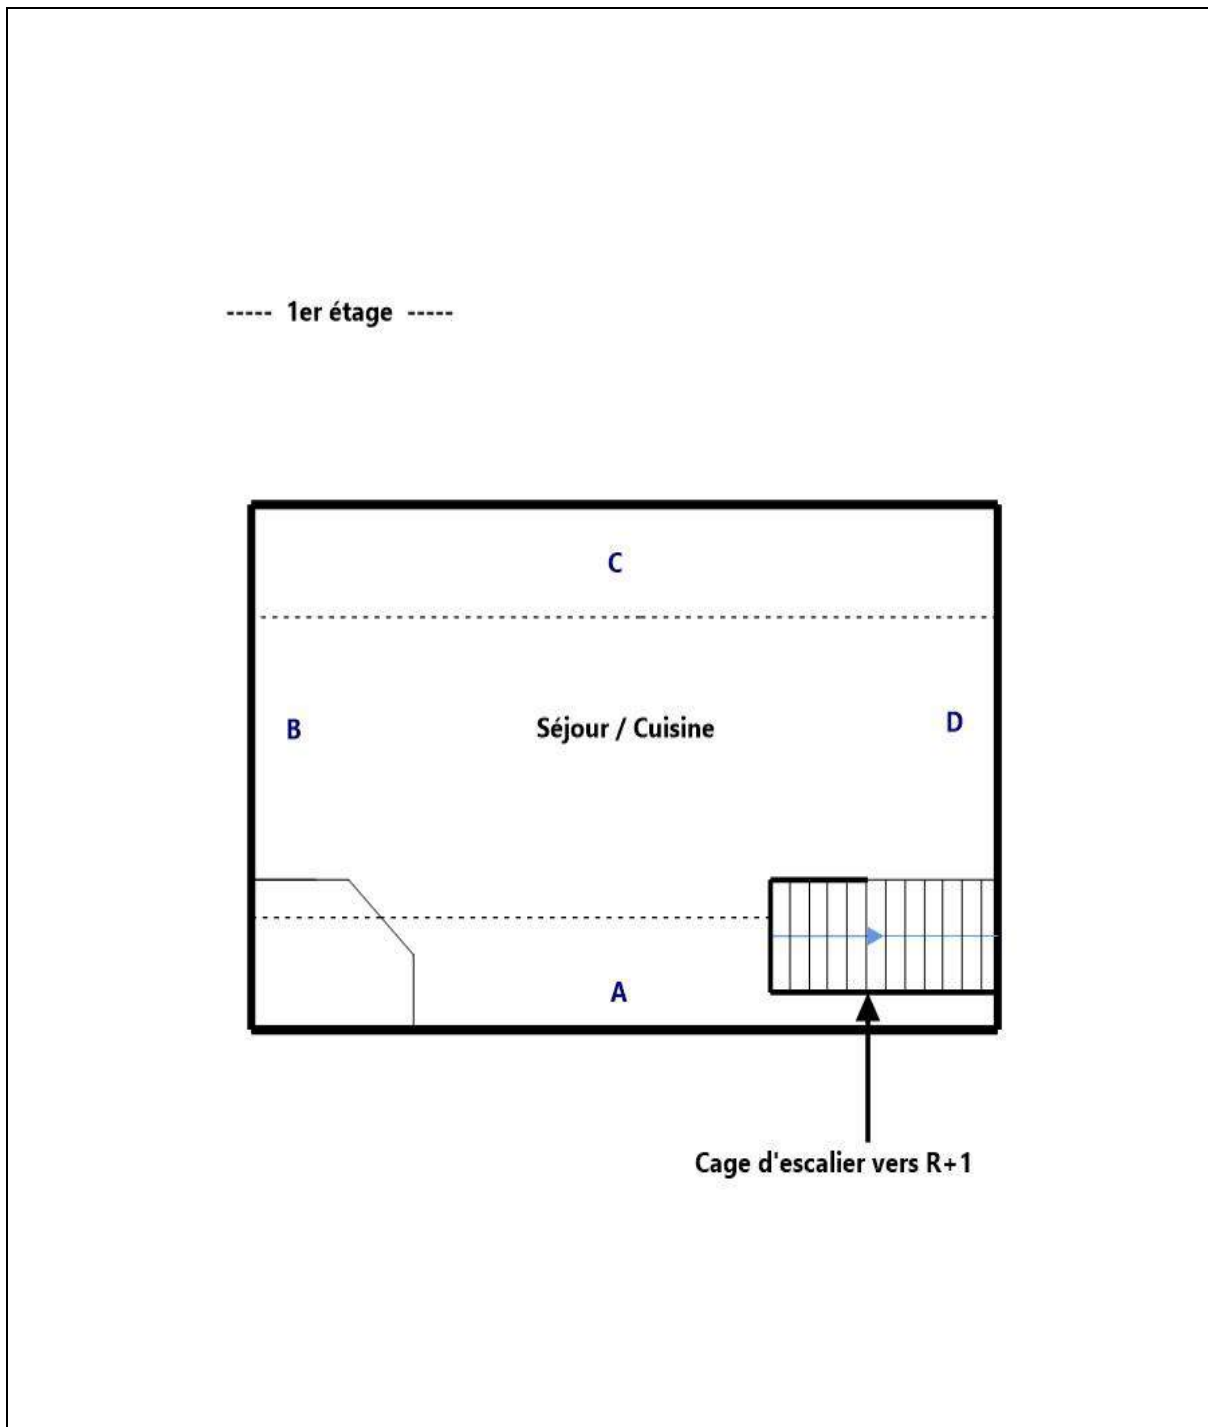 ----- 1er étage -----
C
B
Séjour / Cuisine
D
A
Cage d'escalier vers R+1